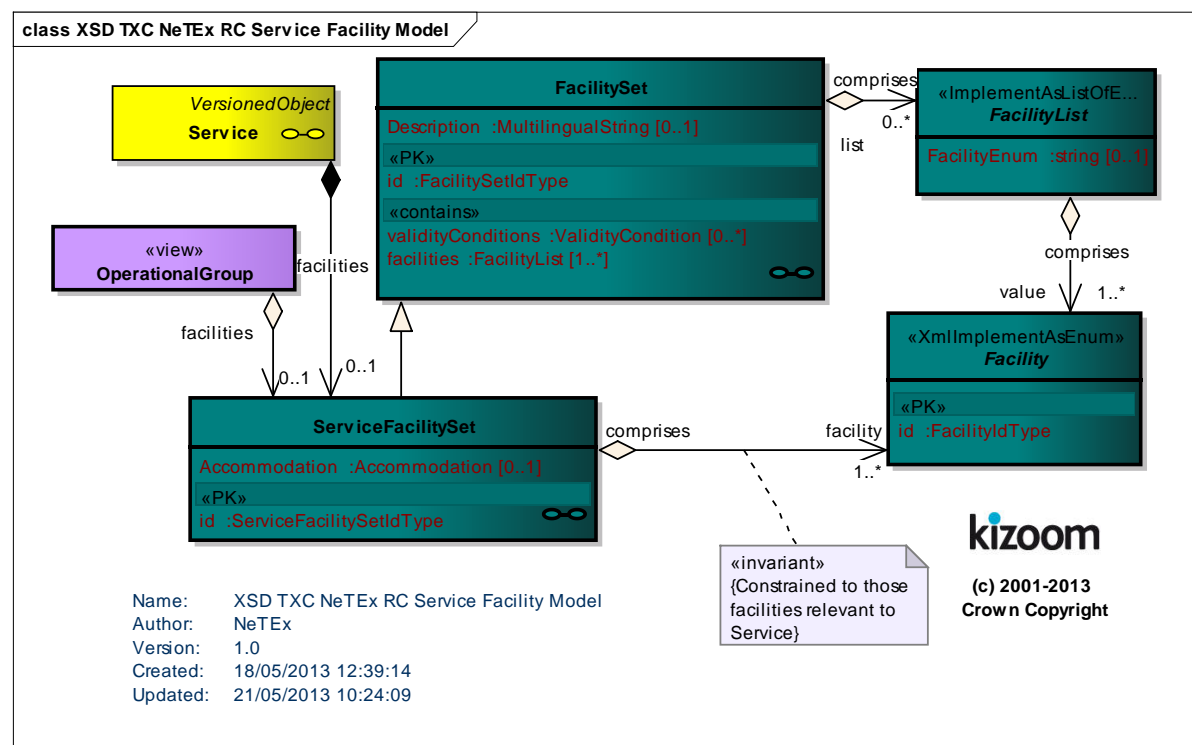 class XSD TXC NeTEx RC Service Facility Model
VersionedObject
Service
«view»
OperationalGroup
facilities
facilities
0..1
0..1
FacilitySet
Description :MultilingualString [0..1]
«PK»
id :FacilitySetIdType
«contains»
validityConditions :ValidityCondition [0..*]
facilities :FacilityList [1..*]
comprises
0..*
list
«ImplementAsListOfE...
FacilityList
FacilityEnum :string [0..1]
comprises
value
1..*
«XmlImplementAsEnum»
Facility
«PK»
id :FacilityIdType
ServiceFacilitySet
Accommodation :Accommodation [0..1]
«PK»
id :ServiceFacilitySetIdType
comprises
facility
1..*
«invariant»
{Constrained to those
facilities relevant to
Service}
kizoom
(c) 2001-2013
Crown Copyright
Name: XSD TXC NeTEx RC Service Facility Model
Author: NeTEx
Version: 1.0
Created: 18/05/2013 12:39:14
Updated: 21/05/2013 10:24:09